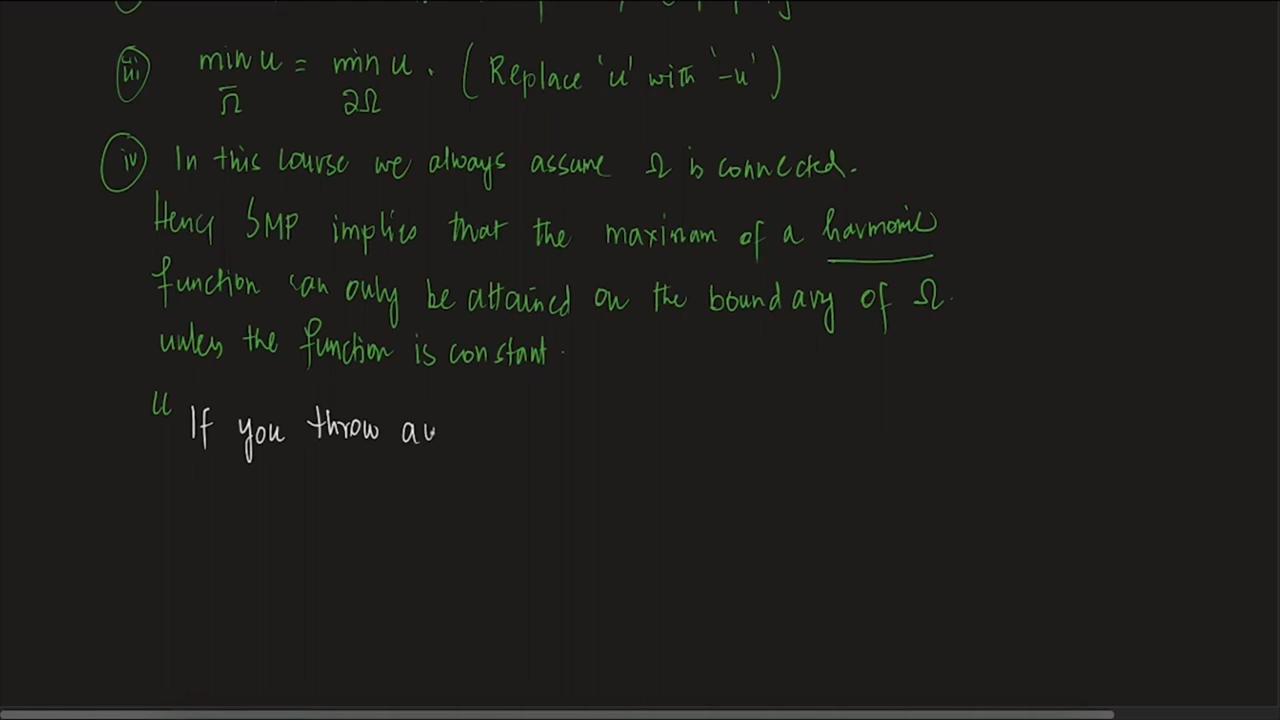 iii min u = min u . (Replace 'u' with '-u')
Ω̄ ∂Ω
iv In this course we always assume Ω is connected.
Hence SMP implies that the maximum of a harmonic
function can only be attained on the boundary of Ω.
unless the function is constant.
"
If you throw au